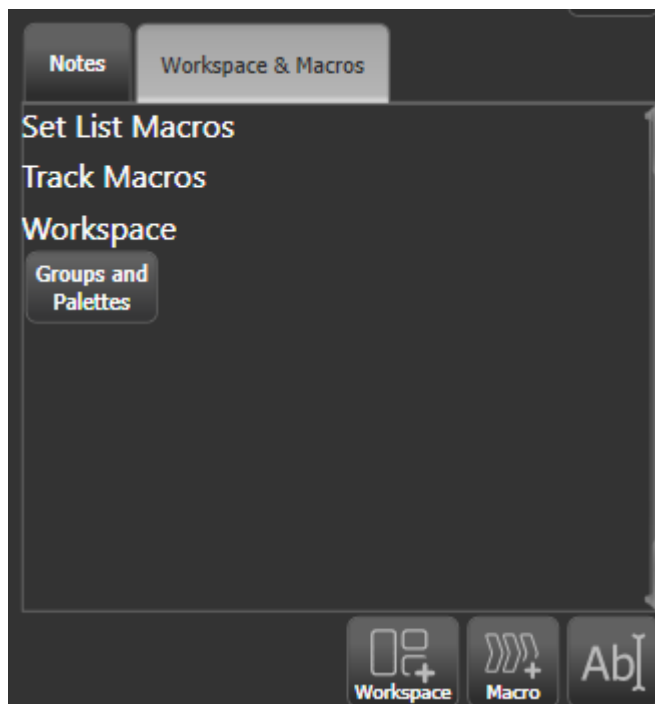 Notes
Workspace & Macros
Set List Macros
Track Macros
Workspace
Groups and
Palettes
Workspace
Macro
Ab